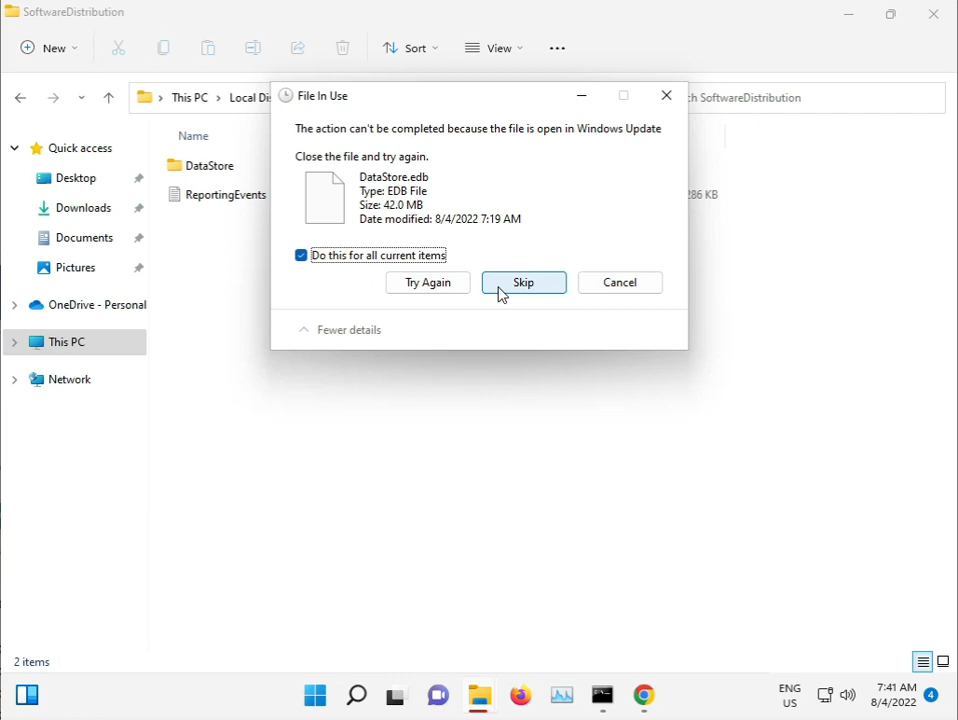 SoftwareDistribution
New
Sort
View
This PC
Local Dis
ch SoftwareDistribution
File In Use
The action can't be completed because the file is open in Windows Update
Close the file and try again.
DataStore.edb
Type: EDB File
Size: 42.0 MB
Date modified: 8/4/2022 7:19 AM
Do this for all current items
Try Again
Skip
Cancel
Fewer details
Quick access
Desktop
Downloads
Documents
Pictures
OneDrive - Personal
This PC
Network
Name
DataStore
ReportingEvents
286 KB
2 items
ENG
US
7:41 AM
8/4/2022
4